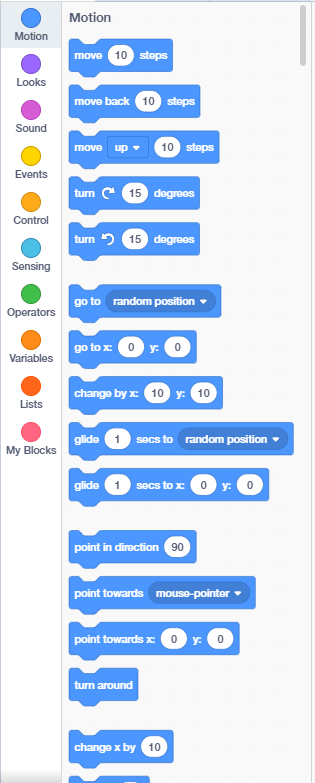 Motion
Looks
Sound
Events
Control
Sensing
Operators
Variables
Lists
My Blocks
Motion
move 10 steps
move back 10 steps
move up 10 steps
turn 15 degrees
turn 15 degrees
go to random position
go to x: 0 y: 0
change by x: 10 y: 10
glide 1 secs to random position
glide 1 secs to x: 0 y: 0
point in direction 90
point towards mouse-pointer
point towards x: 0 y: 0
turn around
change x by 10